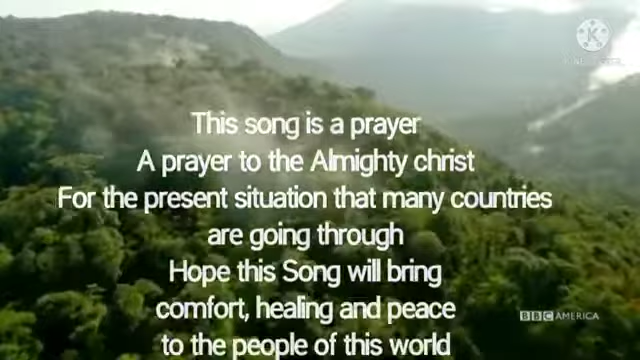 This song is a prayer
A prayer to the Almighty christ
For the present situation that many countries
are going through
Hope this Song will bring
comfort, healing and peace
to the people of this world
BBC AMERICA
K